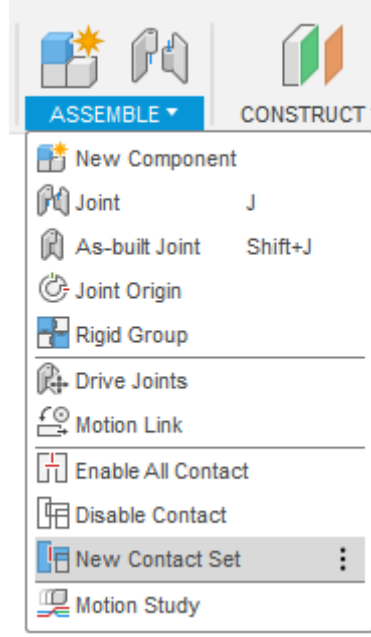 ASSEMBLE ▾
CONSTRUCT
New Component
Joint J
As-built Joint Shift+J
Joint Origin
Rigid Group
Drive Joints
Motion Link
Enable All Contact
Disable Contact
New Contact Set
Motion Study